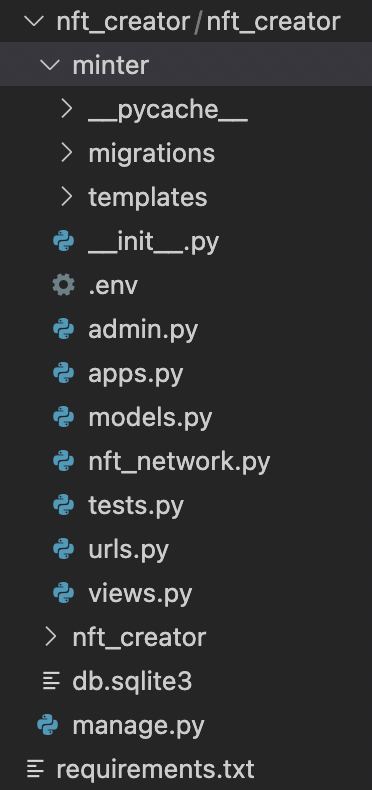 nft_creator/nft_creator
minter
__pycache__
migrations
templates
__init__.py
.env
admin.py
apps.py
models.py
nft_network.py
tests.py
urls.py
views.py
nft_creator
db.sqlite3
manage.py
requirements.txt